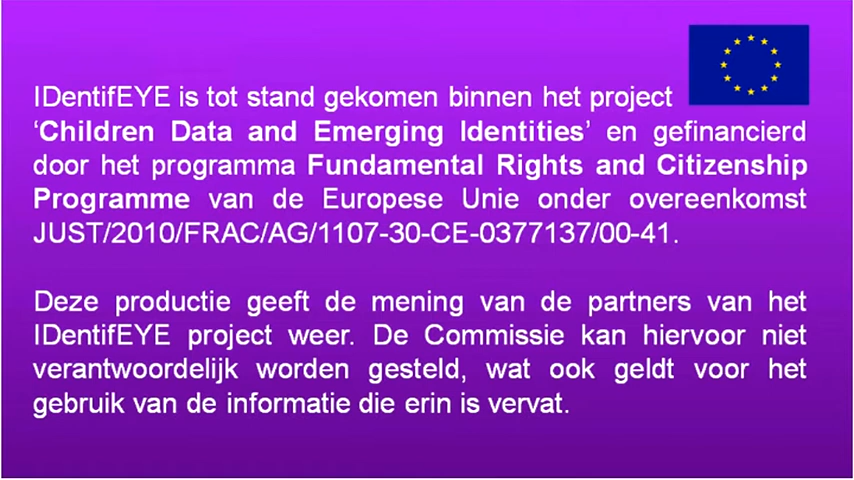 IDentifEYE is tot stand gekomen binnen het project
‘Children Data and Emerging Identities’ en gefinancierd
door het programma Fundamental Rights and Citizenship
Programme van de Europese Unie onder overeenkomst
JUST/2010/FRAC/AG/1107-30-CE-0377137/00-41.
Deze productie geeft de mening van de partners van het
IDentifEYE project weer. De Commissie kan hiervoor niet
verantwoordelijk worden gesteld, wat ook geldt voor het
gebruik van de informatie die erin is vervat.